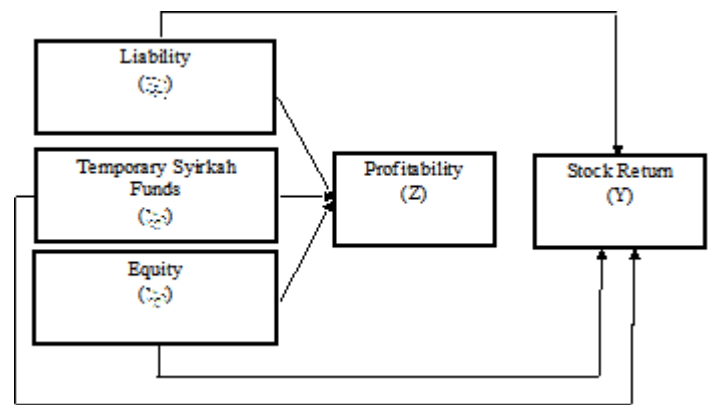 Liability
Temporary Syirkah
Funds
Equity
Profitability
(Z)
Stock Return
(Y)